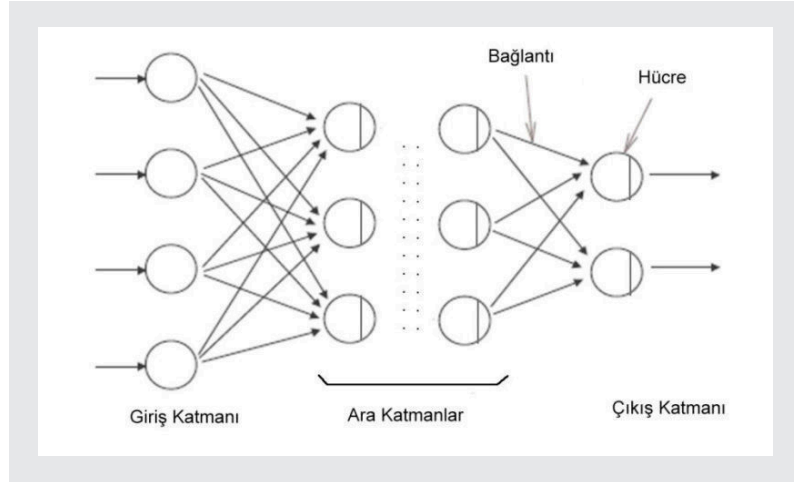 Bağlantı
Hücre
Giriş Katmanı
Ara Katmanlar
Çıkış Katmanı